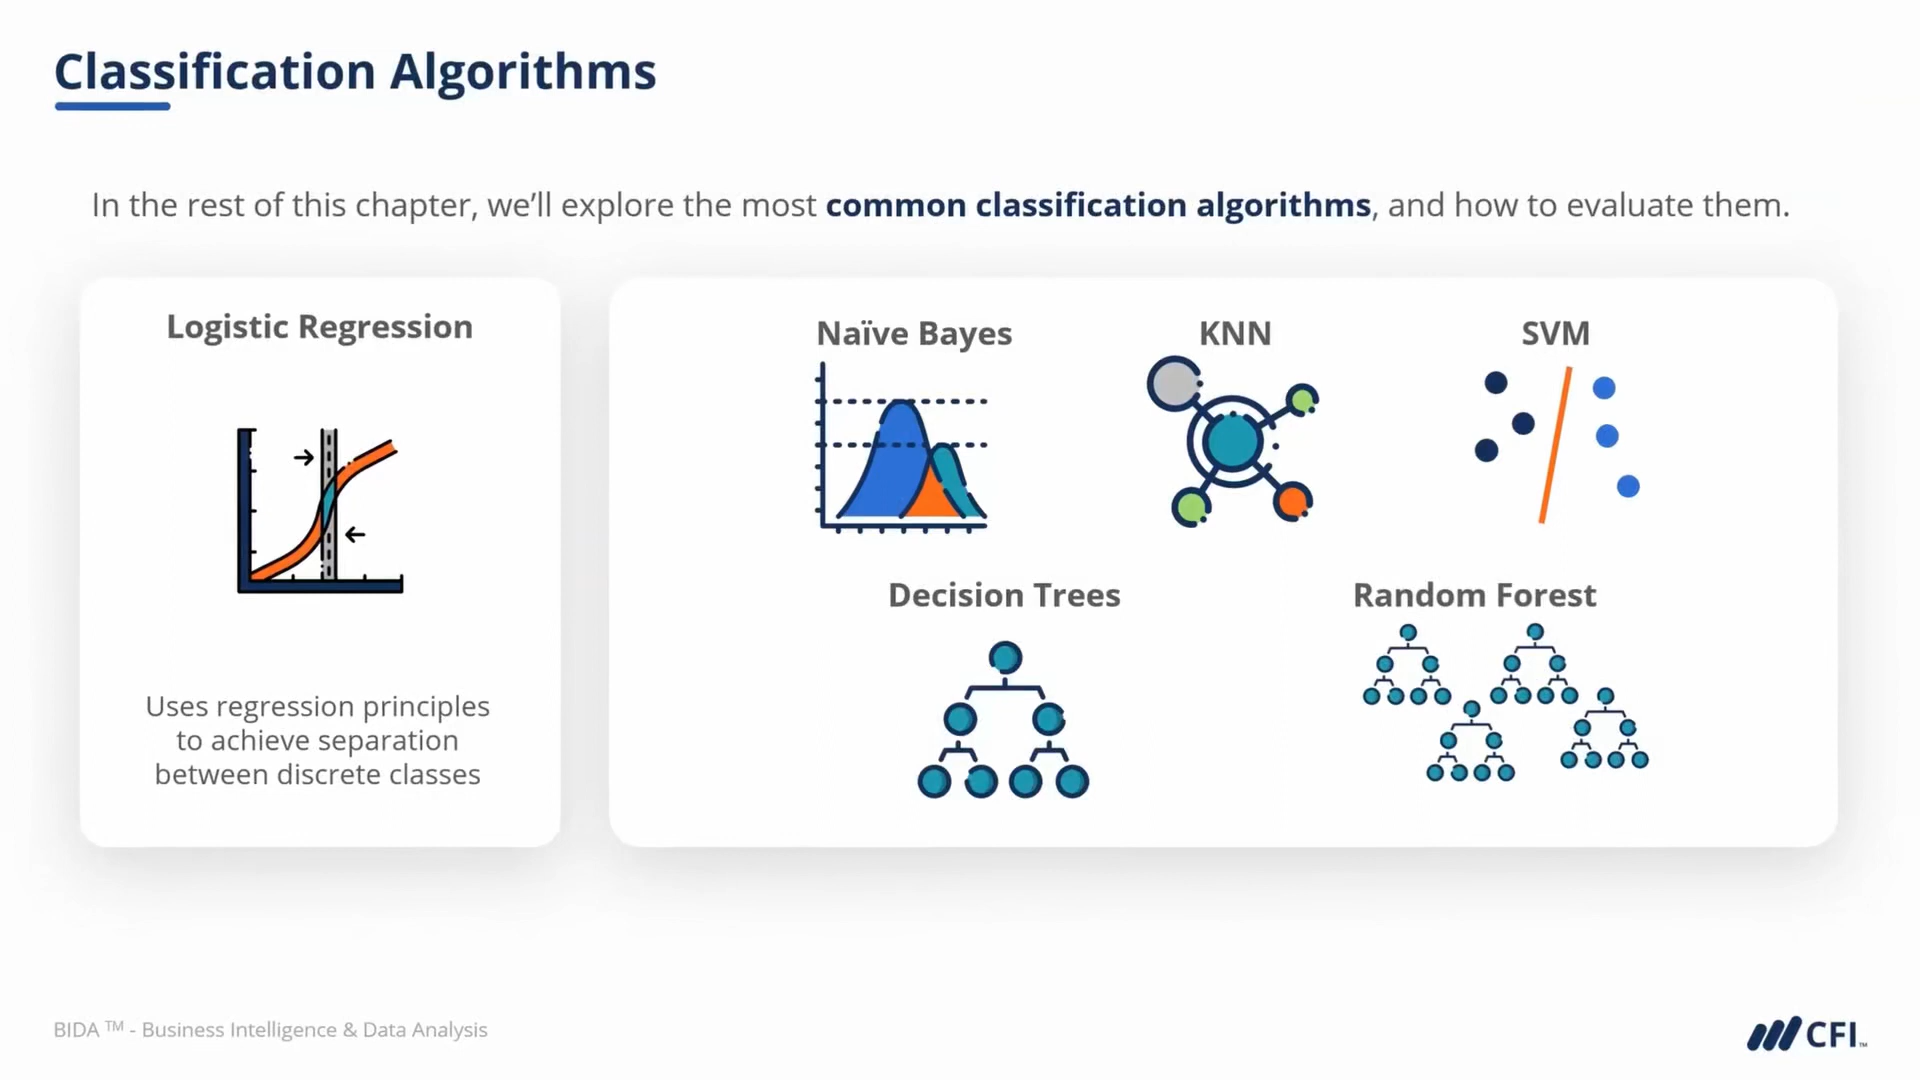 Classification Algorithms
In the rest of this chapter, we’ll explore the most common classification algorithms, and how to evaluate them.
Logistic Regression
Uses regression principles
to achieve separation
between discrete classes
Naïve Bayes
KNN
SVM
Decision Trees
Random Forest
BIDA TM - Business Intelligence & Data Analysis
CFI™